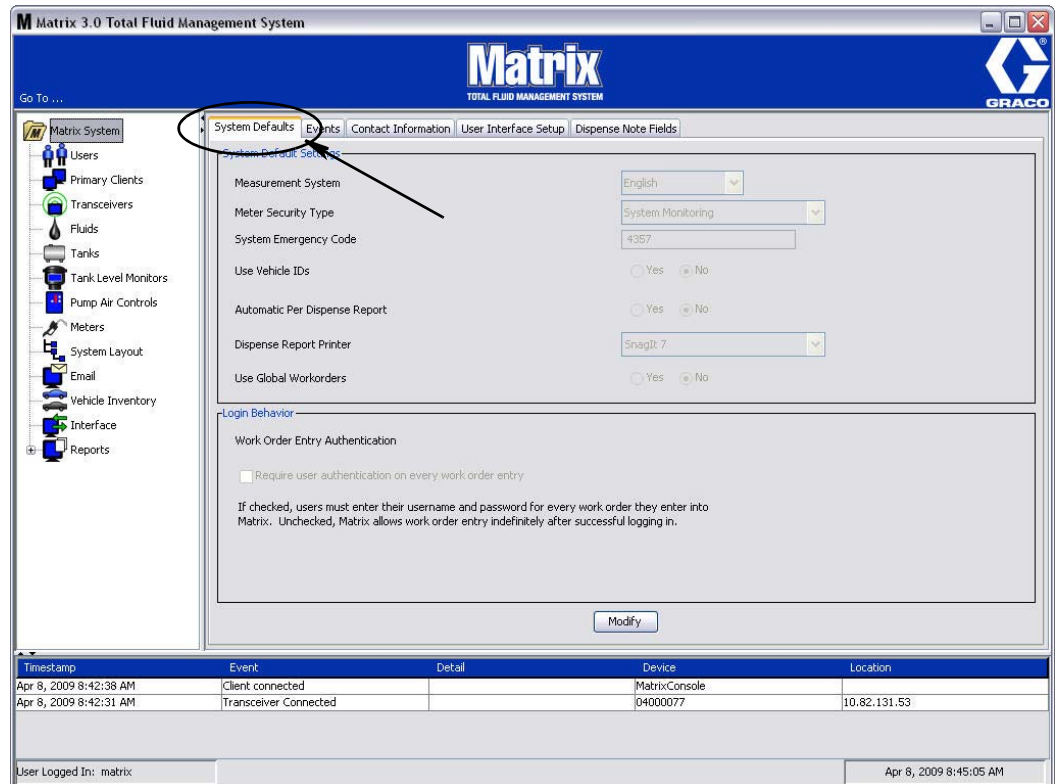 Matrix 3.0 Total Fluid Management System
Matrix
TOTAL FLUID MANAGEMENT SYSTEM
GRACO
Go To ...
Matrix System
Users
Primary Clients
Transceivers
Fluids
Tanks
Tank Level Monitors
Pump Air Controls
Meters
System Layout
Email
Vehicle Inventory
Interface
Reports
System Defaults Events Contact Information User Interface Setup Dispense Note Fields
System Default Settings
Measurement System English
Meter Security Type System Monitoring
System Emergency Code 4357
Use Vehicle IDs Yes No
Automatic Per Dispense Report Yes No
Dispense Report Printer SnagIt 7
Use Global Workorders Yes No
Login Behavior
Work Order Entry Authentication
Require user authentication on every work order entry
If checked, users must enter their username and password for every work order they enter into
Matrix. Unchecked, Matrix allows work order entry indefinitely after successful logging in.
Modify
Timestamp Event Detail Device Location
Apr 8, 2009 8:42:38 AM Client connected MatrixConsole
Apr 8, 2009 8:42:31 AM Transceiver Connected 04000077 10.82.131.53
User Logged In: matrix Apr 8, 2009 8:45:05 AM